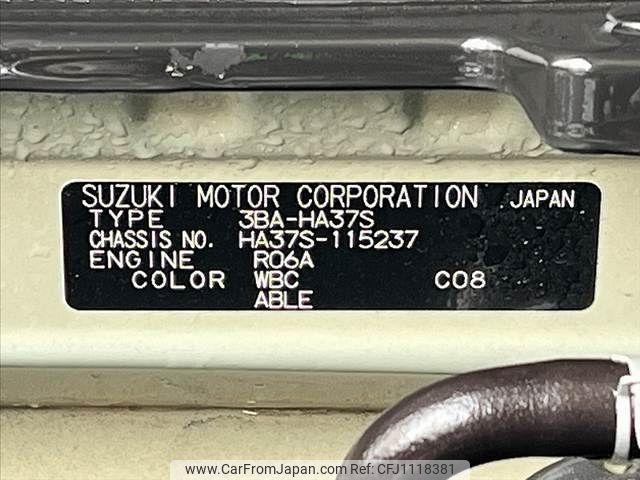 SUZUKI MOTOR CORPORATION JAPAN
TYPE 3BA-HA37S
CHASSIS NO. HA37S-115237
ENGINE R06A
COLOR WBC C08
ABLE
www.CarFromJapan.com | Ref:CFJ1118381